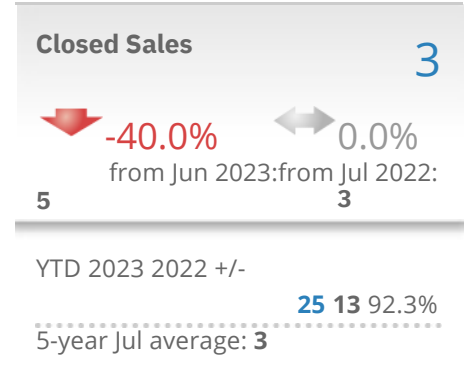 Closed Sales 3
-40.0% 0.0%
from Jun 2023:from Jul 2022:
5 3
YTD 2023 2022 +/-
25 13 92.3%
5-year Jul average: 3